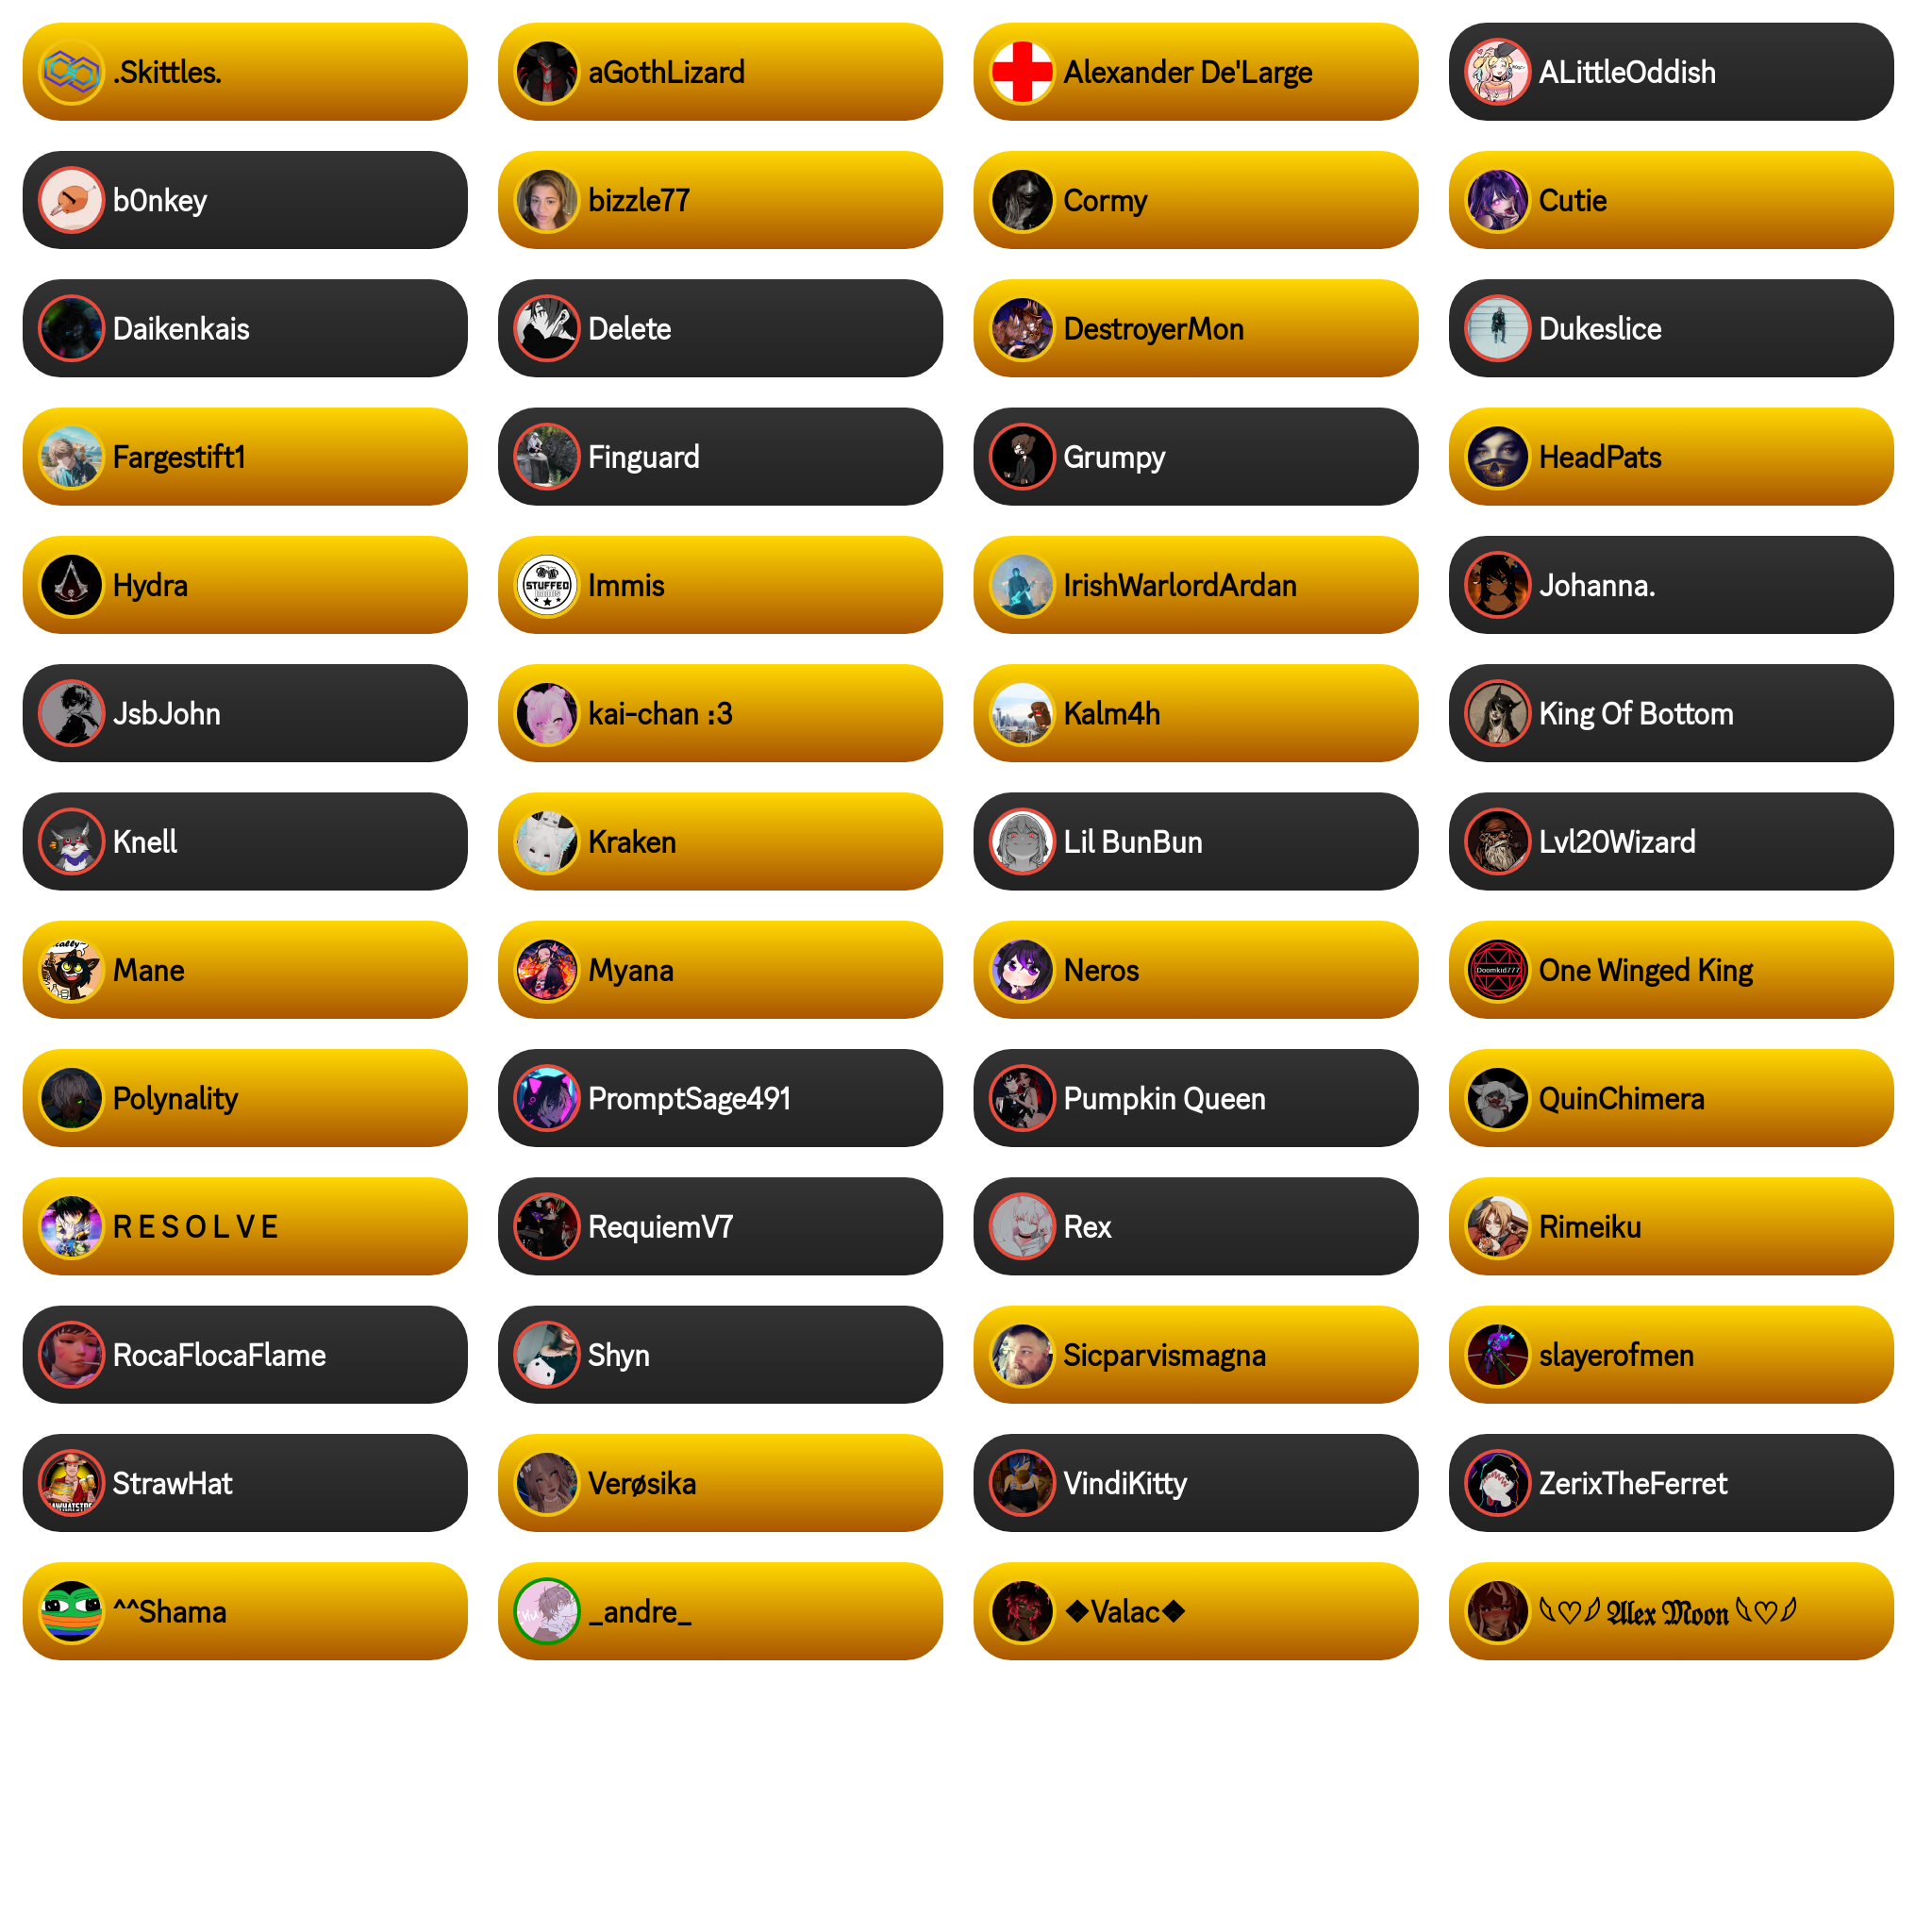 .Skittles.
aGothLizard
Alexander De'Large
ALittleOddish
b0nkey
bizzle77
Cormy
Cutie
Daikenkais
Delete
DestroyerMon
Dukeslice
Fargestift1
Finguard
Grumpy
HeadPats
Hydra
STUFFED
Immis
IrishWarlordArdan
Johanna.
JsbJohn
kai-chan :3
Kalm4h
King Of Bottom
Knell
Kraken
Lil BunBun
Lvl20Wizard
Mane
Myana
Neros
Doomkid777
One Winged King
Polynality
PromptSage491
Pumpkin Queen
QuinChimera
R E S O L V E
RequiemV7
Rex
Rimeiku
RocaFlocaFlame
Shyn
Sicparvismagna
slayerofmen
StrawHat
Verøsika
VindiKitty
ZerixTheFerret
^^Shama
_andre_
❖Valac❖
𓆩♡𓆪 𝕬𝖑𝖊𝖝 𝕸𝖔𝖔𝖓 𓆩♡𓆪